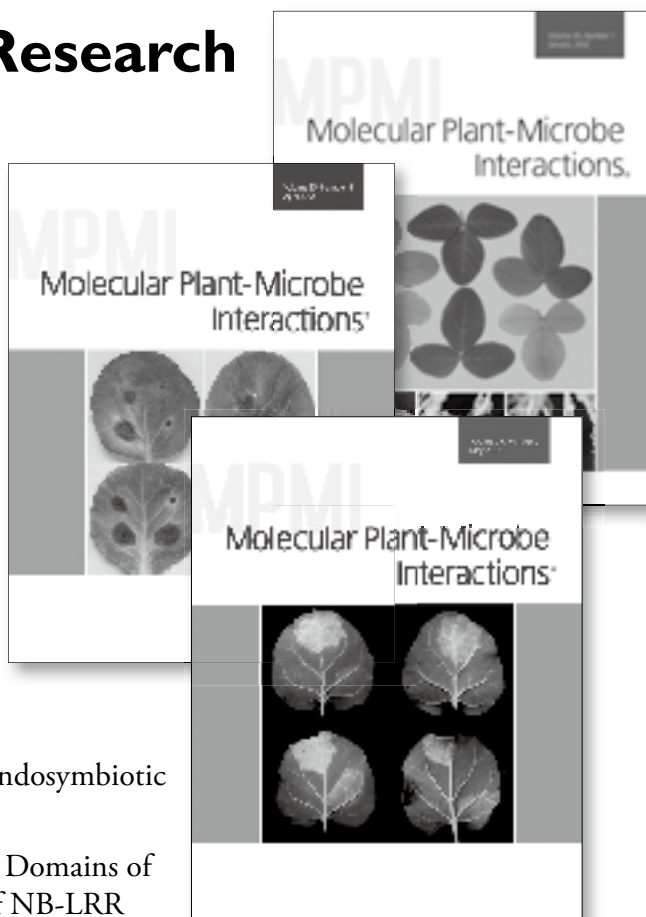 Research
MPMI
Molecular Plant-Microbe
Interactions.
MPMI
Molecular Plant-Microbe
Interactions
MPMI
Molecular Plant-Microbe
Interactions
ndosymbiotic
Domains of
f NB-LRR